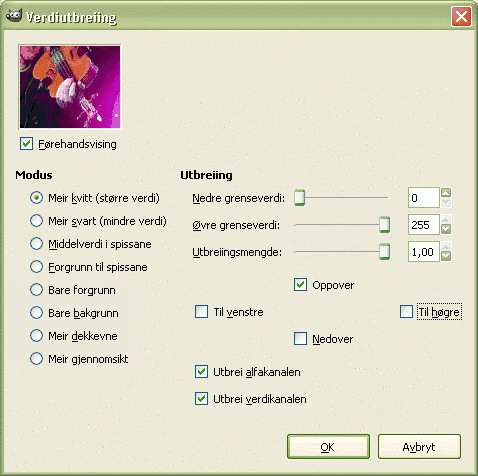 Verdiutbreiing
Førehandsvising
Modus
Meir kvitt (større verdi)
Meir svart (mindre verdi)
Middelverdi i spissane
Forgrunn til spissane
Bare forgrunn
Bare bakgrunn
Meir dekkevne
Meir gjennomsikt
Utbreiing
Nedre grenseverdi: 0
Øvre grenseverdi: 255
Utbreiingsmengde: 1,00
Oppover
Til venstre Til høgre
Nedover
Utbrei alfakanalen
Utbrei verdikanalen
OK Avbryt